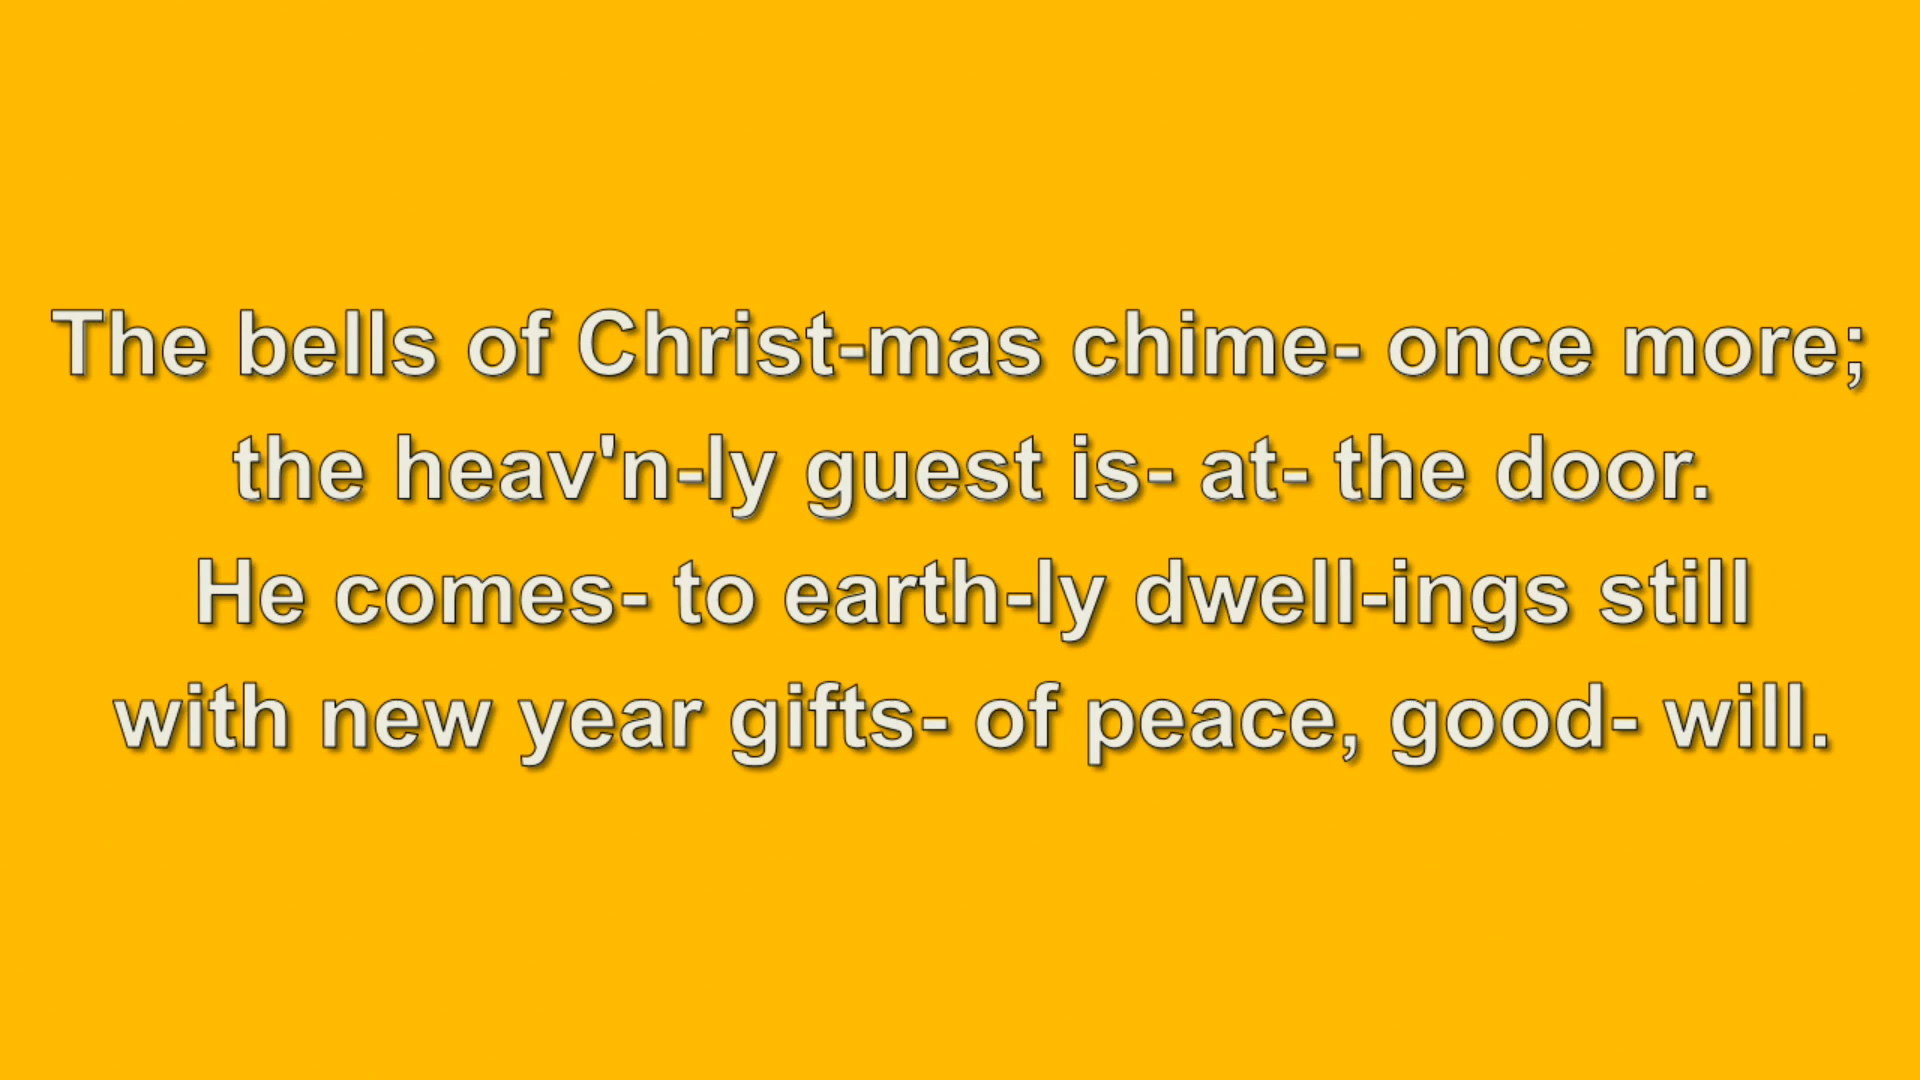 The bells of Christ-mas chime- once more;
the heav'n-ly guest is- at- the door.
He comes- to earth-ly dwell-ings still
with new year gifts- of peace, good- will.